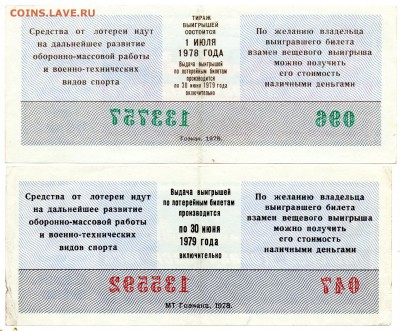 COINS.LAVE.RU
Средства от лотереи идут
на дальнейшее развитие
оборонно-массовой работы
и военно-технических
видов спорта
ТИРАЖ
ВЫИГРЫШЕЙ
СОСТОИТСЯ
1 ИЮЛЯ
1978 ГОДА
Выдача выигрышей
по лотерейным билетам
производится
по 30 июня 1979 года
включительно
По желанию владельца
выигравшего билета
взамен вещевого выигрыша
можно получить
его стоимость
наличными деньгами
133757
096
Гознак. 1978.
Средства от лотереи идут
на дальнейшее развитие
оборонно-массовой работы
и военно-технических
видов спорта
Выдача выигрышей
по лотерейным билетам
производится
по 30 июня
1979 года
включительно
По желанию владельца
выигравшего билета
взамен вещевого выигрыша
можно получить
его стоимость
наличными деньгами
135592
047
МТ Гознака. 1978.